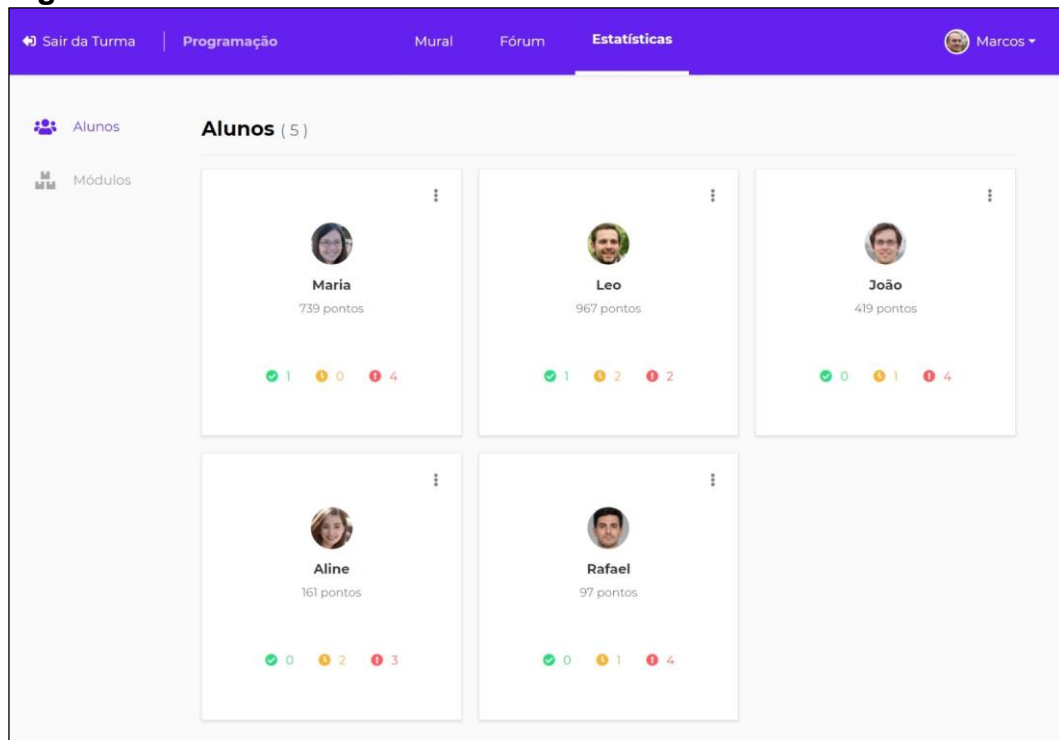 Sair da Turma
Programação
Mural
Fórum
Estatísticas
Marcos
Alunos
Módulos
Alunos (5)
Maria
739 pontos
1 0 4
Leo
967 pontos
1 2 2
João
419 pontos
0 1 4
Aline
161 pontos
0 2 3
Rafael
97 pontos
0 1 4